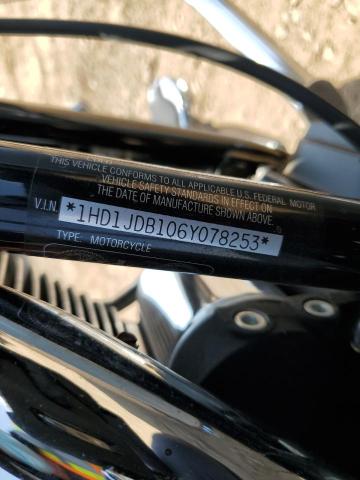 THIS VEHICLE CONFORMS TO ALL APPLICABLE U.S. FEDERAL MOTOR
VEHICLE SAFETY STANDARDS IN EFFECT ON
THE DATE OF MANUFACTURE SHOWN ABOVE.
V.I.N. *1HD1JDB106Y078253*
TYPE MOTORCYCLE